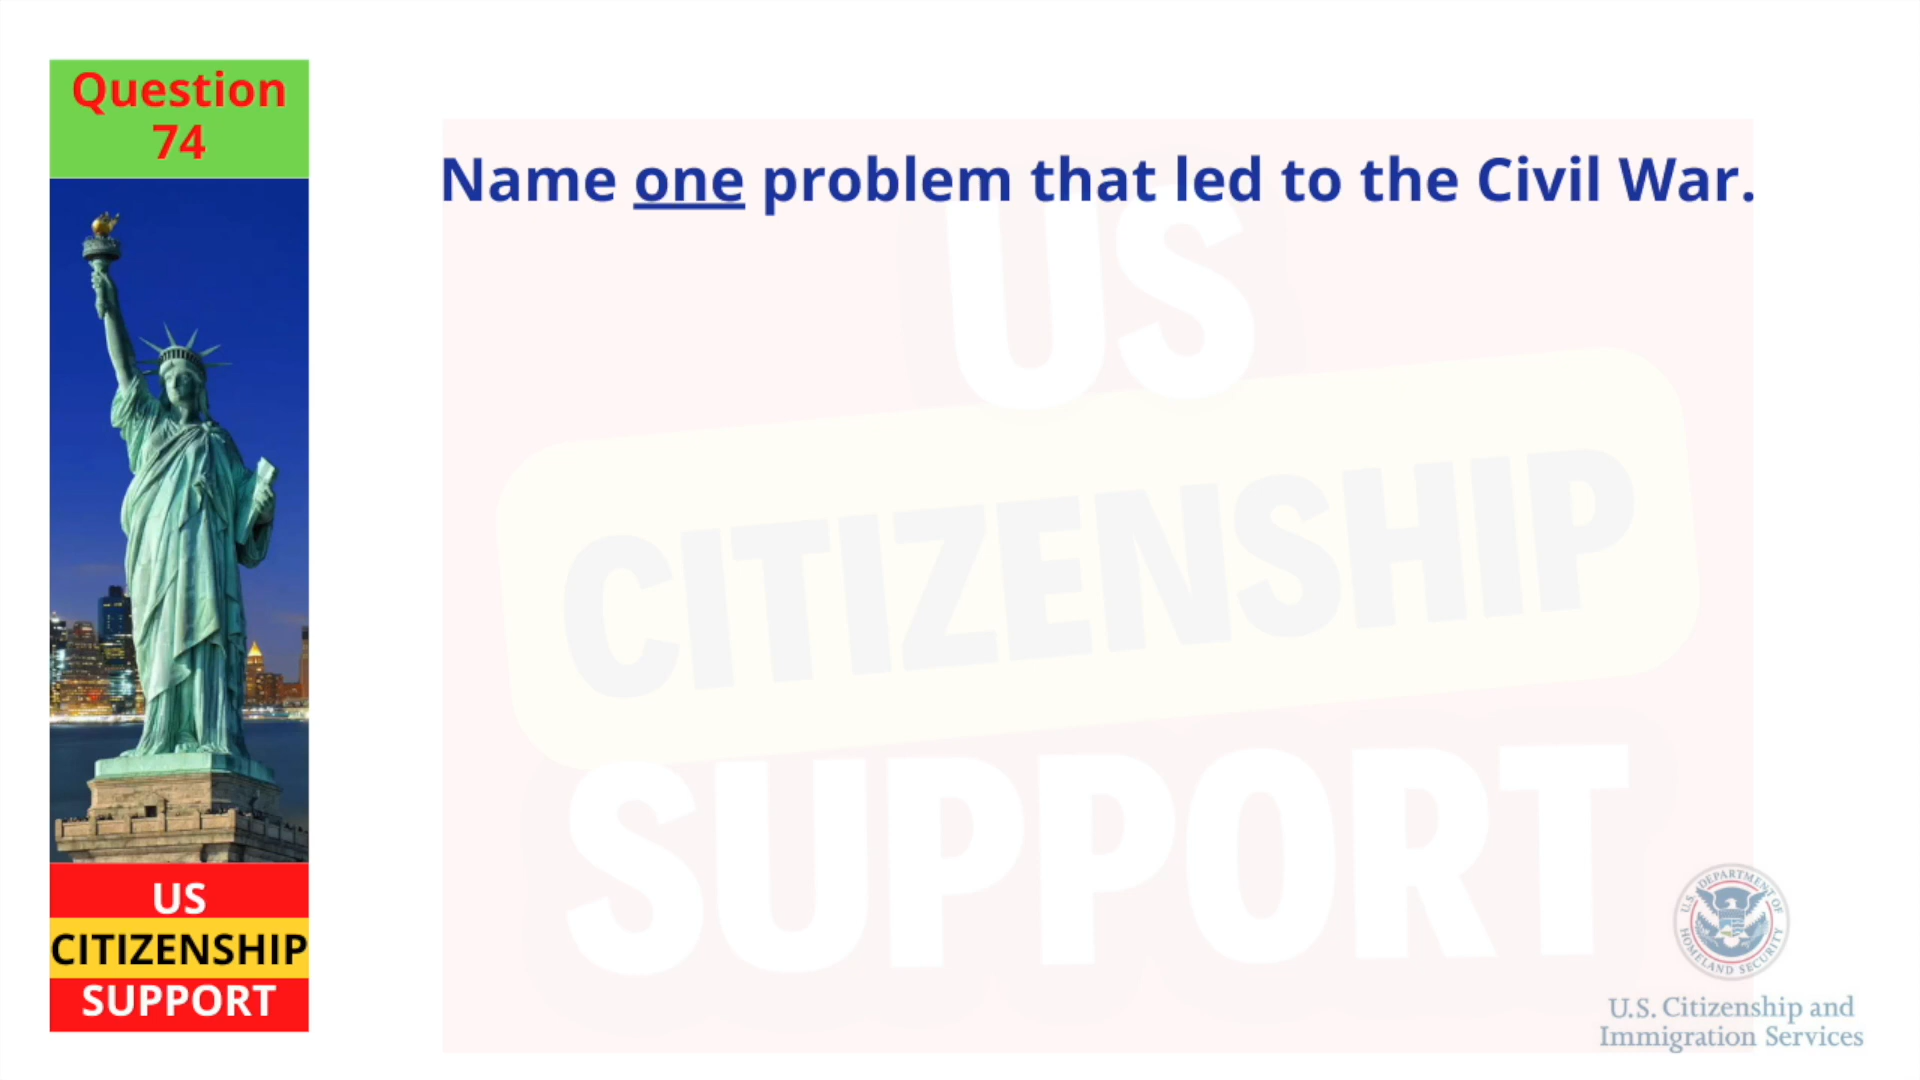 Question
74
Name one problem that led to the Civil War.
US
CITIZENSHIP
SUPPORT
US
CITIZENSHIP
SUPPORT
U.S. DEPARTMENT OF
HOMELAND SECURITY
U.S. Citizenship and
Immigration Services